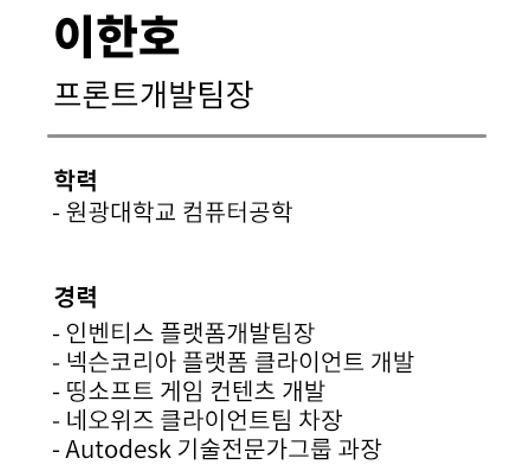 이한호
프론트개발팀장
학력
- 원광대학교 컴퓨터공학
경력
- 인벤티스 플랫폼개발팀장
- 넥슨코리아 플랫폼 클라이언트 개발
- 띵소프트 게임 컨텐츠 개발
- 네오위즈 클라이언트팀 차장
- Autodesk 기술전문가그룹 과장